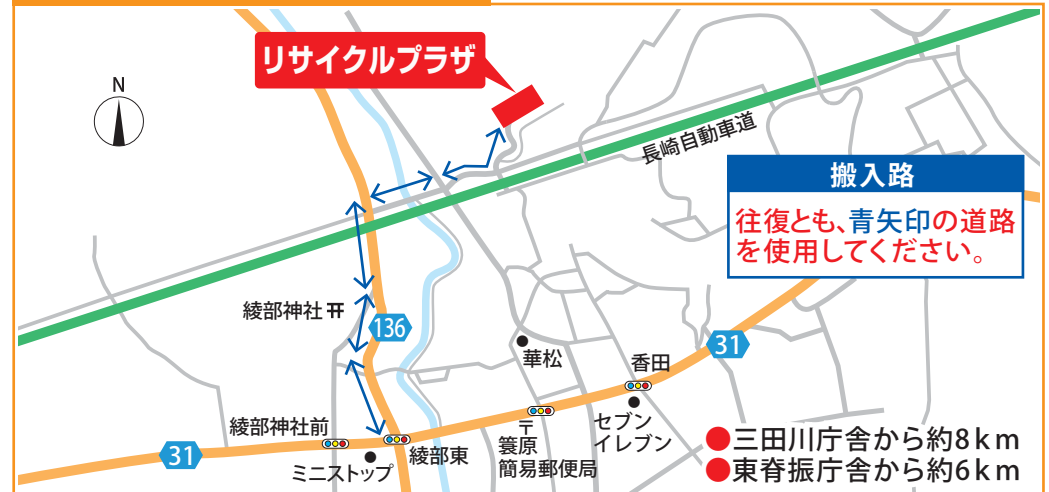 リサイクルプラザ
N
長崎自動車道
搬入路
往復とも、青矢印の道路
を使用してください。
綾部神社
136
31
華松
香田
綾部神社前
綾部東
〒
簑原
簡易郵便局
セブン
イレブン
31
ミニストップ
●三田川庁舎から約8km
●東脊振庁舎から約6km